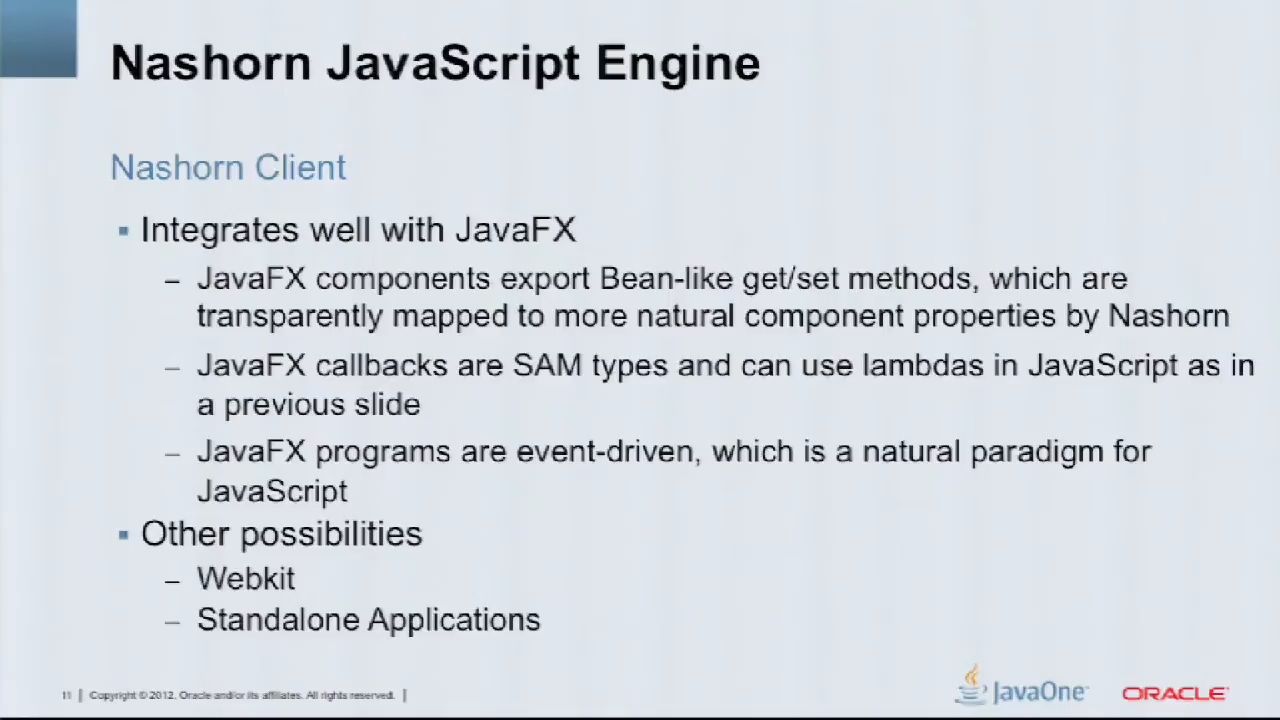 Nashorn JavaScript Engine
Nashorn Client
▪ Integrates well with JavaFX
– JavaFX components export Bean-like get/set methods, which are
transparently mapped to more natural component properties by Nashorn
– JavaFX callbacks are SAM types and can use lambdas in JavaScript as in
a previous slide
– JavaFX programs are event-driven, which is a natural paradigm for
JavaScript
▪ Other possibilities
– Webkit
– Standalone Applications
11 | Copyright © 2012, Oracle and/or its affiliates. All rights reserved. |
JavaOne™
ORACLE®